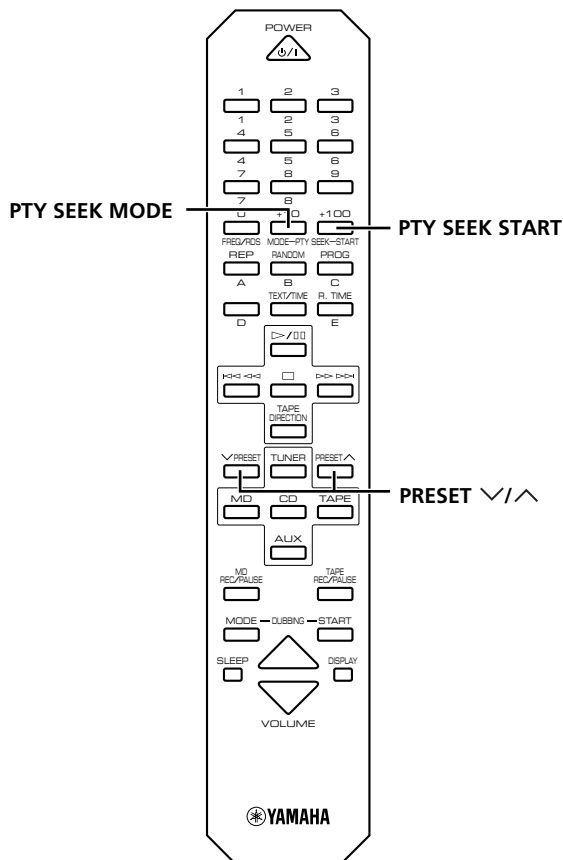 POWER
⏻/I
1 2 3
1 2 3
4 5 6
4 5 6
7 8 9
7 8
PTY SEEK MODE
0 +10 +100
PTY SEEK START
FREQ/RDS MODE–PTY SEEK–START
REP RANDOM PROG
A B C
TEXT/TIME R. TIME
D E
TAPE
DIRECTION
PRESET TUNER PRESET
PRESET ∨/∧
MD CD TAPE
AUX
MD
REC/PAUSE
TAPE
REC/PAUSE
MODE – DUBBING – START
SLEEP DISPLAY
VOLUME
YAMAHA